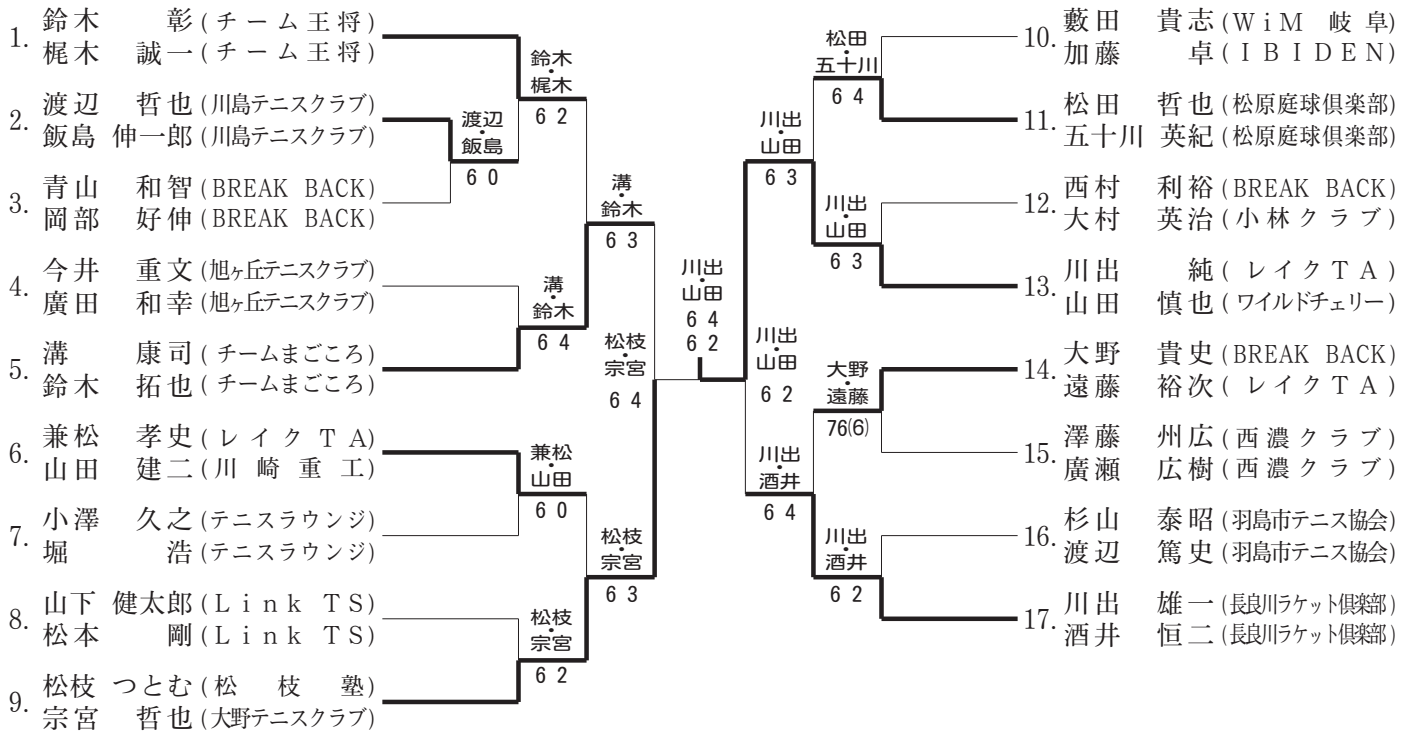 1. 鈴木 彰(チーム王将)
梶木 誠一(チーム王将)
2. 渡辺 哲也(川島テニスクラブ)
飯島 伸一郎(川島テニスクラブ)
3. 青山 和智(BREAK BACK)
岡部 好伸(BREAK BACK)
4. 今井 重文(旭ヶ丘テニスクラブ)
廣田 和幸(旭ヶ丘テニスクラブ)
5. 溝 康司(チームまごころ)
鈴木 拓也(チームまごころ)
6. 兼松 孝史(レイクTA)
山田 建二(川崎重工)
7. 小澤 久之(テニスラウンジ)
堀 浩(テニスラウンジ)
8. 山下 健太郎(Link TS)
松本 剛(Link TS)
9. 松枝 つとむ(松枝塾)
宗宮 哲也(大野テニスクラブ)
渡辺・飯島
6 0
鈴木・梶木
6 2
溝・鈴木
6 4
兼松・山田
6 0
松枝・宗宮
6 2
溝・鈴木
6 3
松枝・宗宮
6 3
松枝・宗宮
6 4
川出・山田
6 4
6 2
川出・山田
6 2
川出・山田
6 3
川出・酒井
6 4
松田・五十川
6 4
川出・山田
6 3
大野・遠藤
76(6)
川出・酒井
6 2
10. 藪田 貴志(WiM 岐阜)
加藤 卓(IBIDEN)
11. 松田 哲也(松原庭球倶楽部)
五十川 英紀(松原庭球倶楽部)
12. 西村 利裕(BREAK BACK)
大村 英治(小林クラブ)
13. 川出 純(レイクTA)
山田 慎也(ワイルドチェリー)
14. 大野 貴史(BREAK BACK)
遠藤 裕次(レイクTA)
15. 澤藤 州広(西濃クラブ)
廣瀬 広樹(西濃クラブ)
16. 杉山 泰昭(羽島市テニス協会)
渡辺 篤史(羽島市テニス協会)
17. 川出 雄一(長良川ラケット倶楽部)
酒井 恒二(長良川ラケット倶楽部)